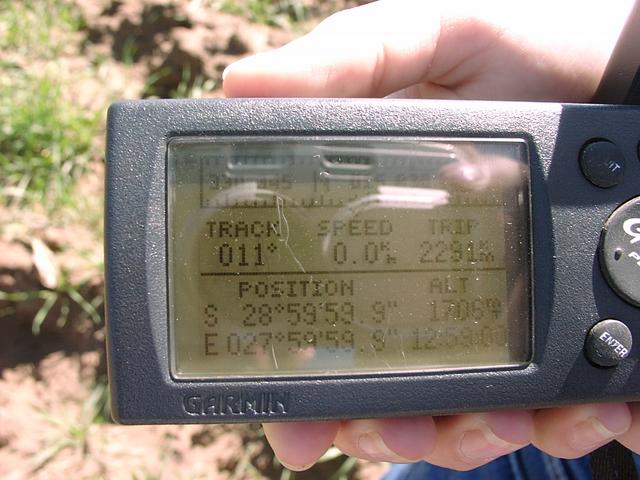 TRACK SPEED TRIP
011° 0.0 2291
POSITION ALT
S 28°59'59.9" 1706
E 027°59'59.9" 12:59:00
GARMIN
ENTER